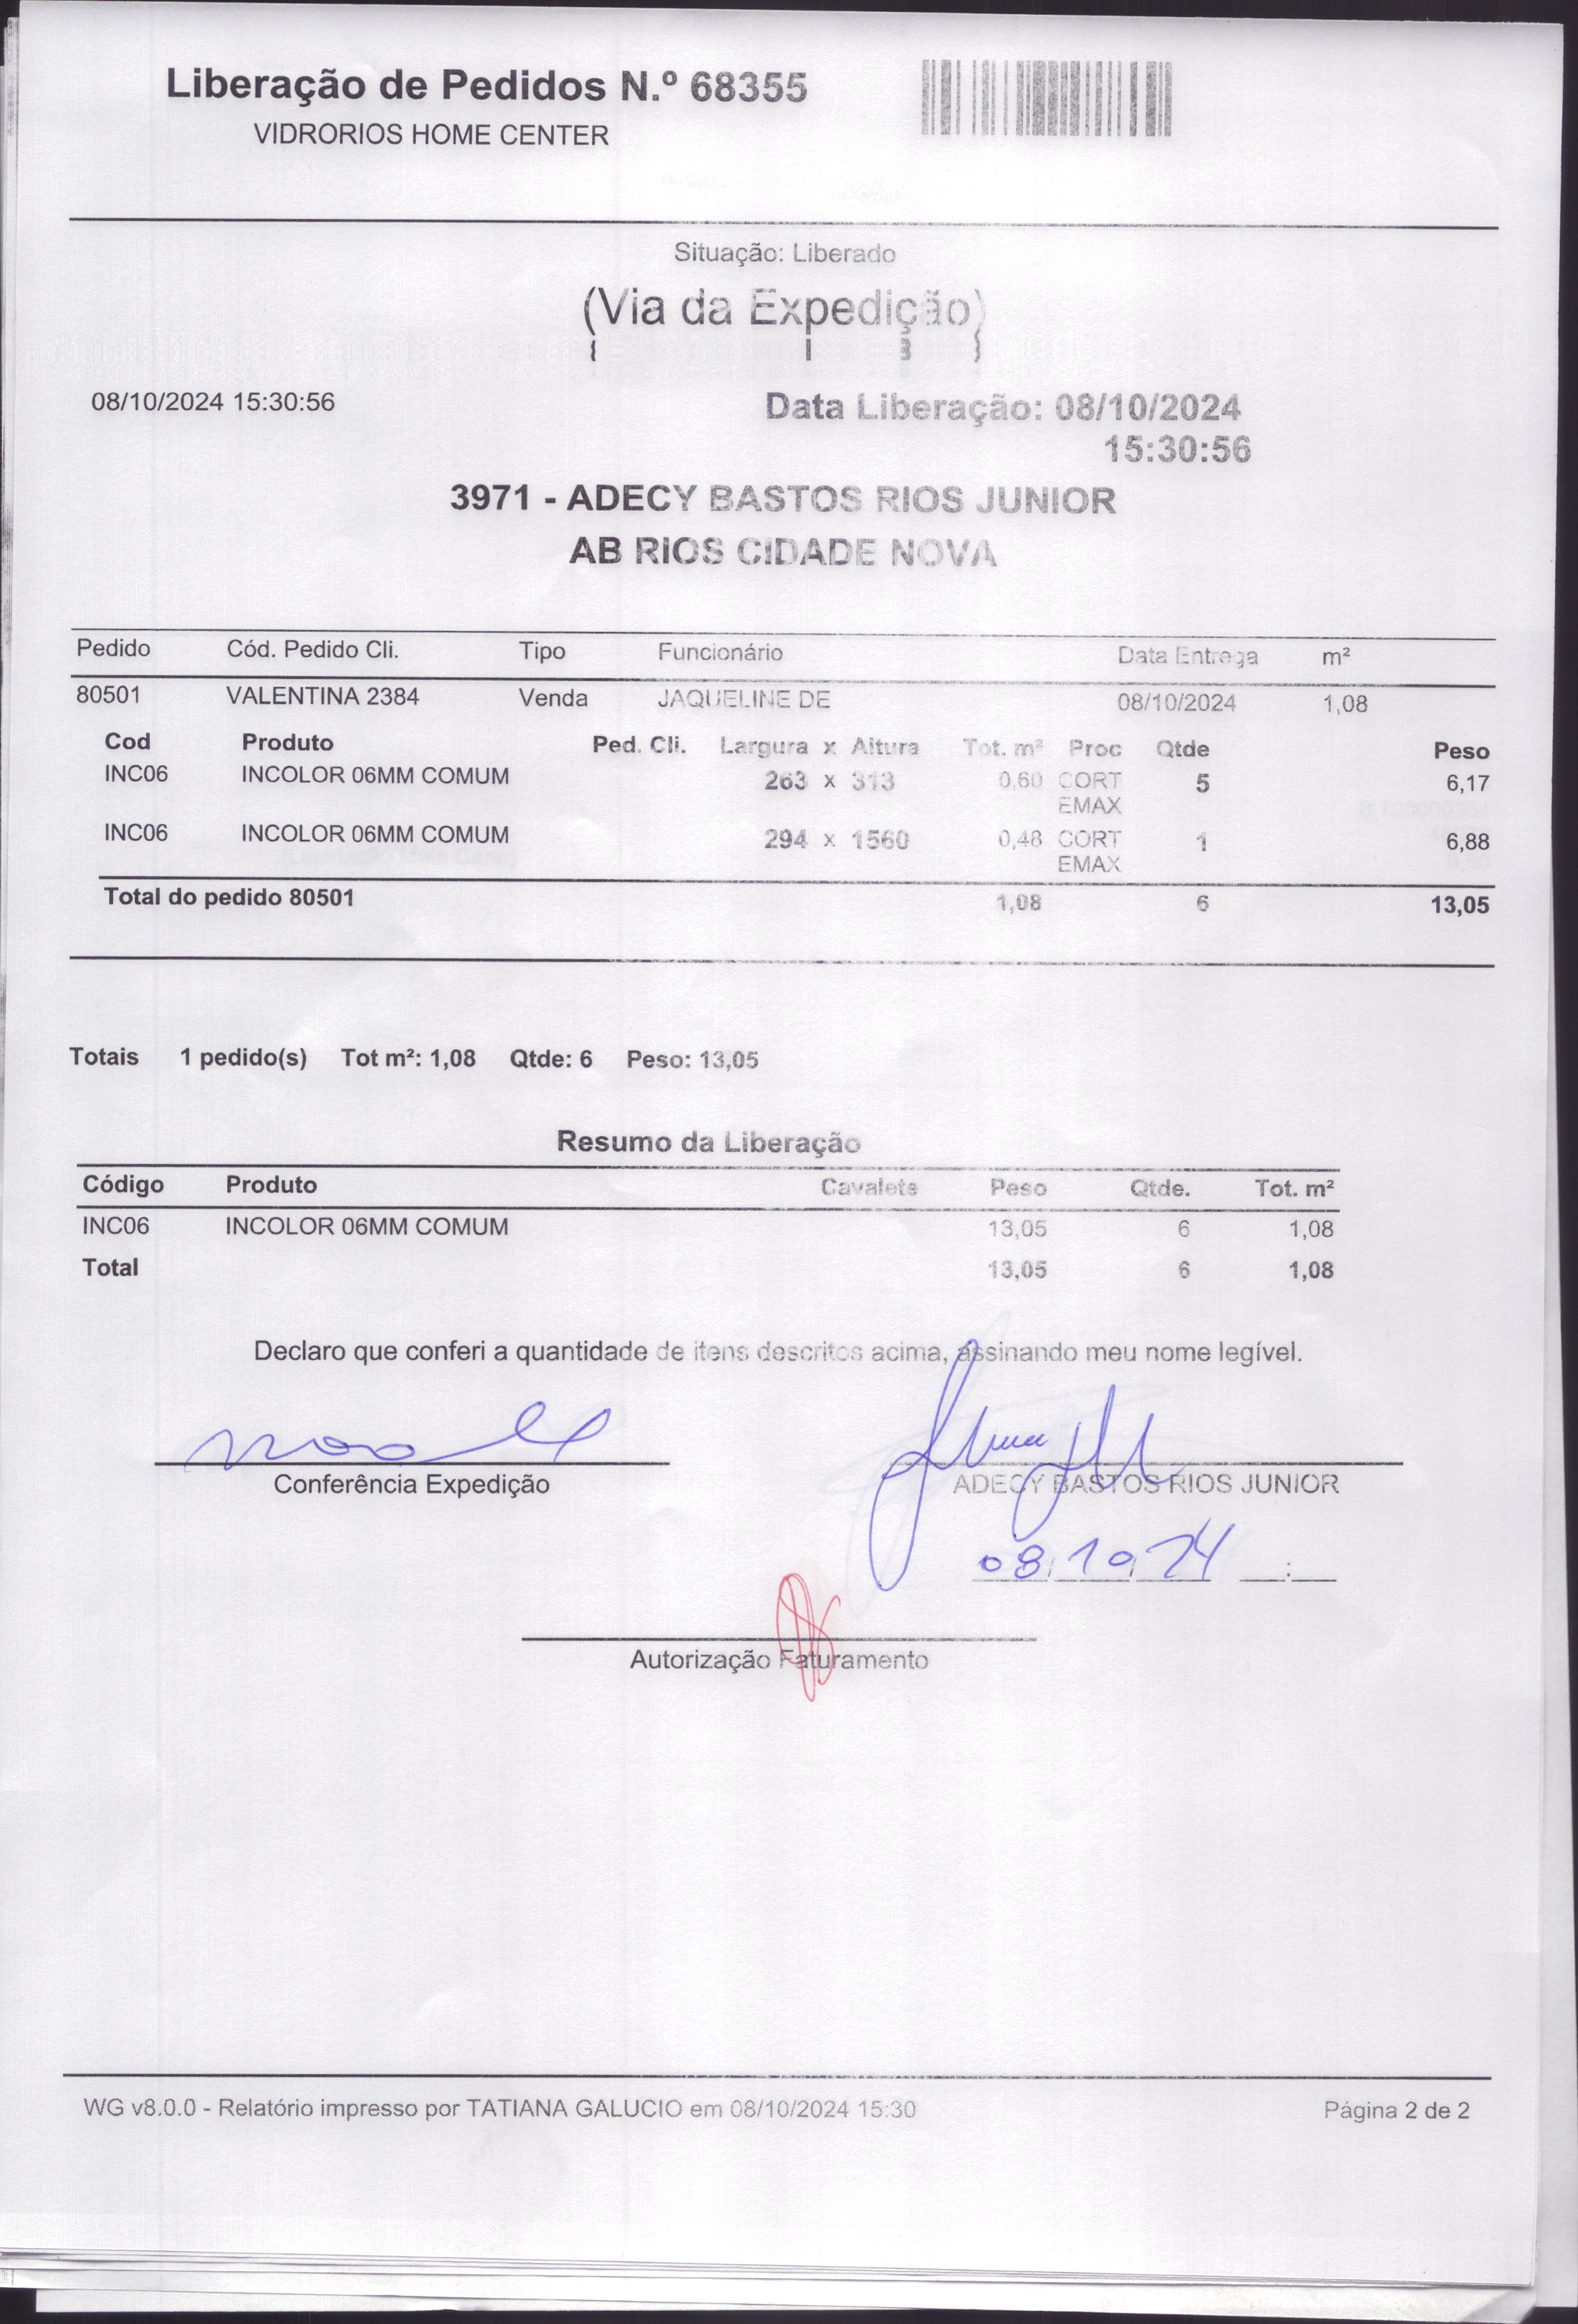 Liberação de Pedidos N.º 68355
VIDRORIOS HOME CENTER
Situação: Liberado
(Via da Expedição)
08/10/2024 15:30:56
Data Liberação: 08/10/2024
15:30:56
3971 - ADECY BASTOS RIOS JUNIOR
AB RIOS CIDADE NOVA
Pedido Cód. Pedido Cli. Tipo Funcionário Data Entrega m²
80501 VALENTINA 2384 Venda JAQUELINE DE 08/10/2024 1,08
Cod Produto Ped. Cli. Largura x Altura Tot. m² Proc Qtde Peso
INC06 INCOLOR 06MM COMUM 263 x 313 0,60 CORT 5 6,17
EMAX
INC06 INCOLOR 06MM COMUM 294 x 1560 0,48 CORT 1 6,88
EMAX
Total do pedido 80501 1,08 6 13,05
Totais 1 pedido(s) Tot m²: 1,08 Qtde: 6 Peso: 13,05
Resumo da Liberação
Código Produto Cavalete Peso Qtde. Tot. m²
INC06 INCOLOR 06MM COMUM 13,05 6 1,08
Total 13,05 6 1,08
Declaro que conferi a quantidade de itens descritos acima, assinando meu nome legível.
Conferência Expedição
ADECY BASTOS RIOS JUNIOR
08/10/24 __:__
Autorização Faturamento
WG v8.0.0 - Relatório impresso por TATIANA GALUCIO em 08/10/2024 15:30
Página 2 de 2